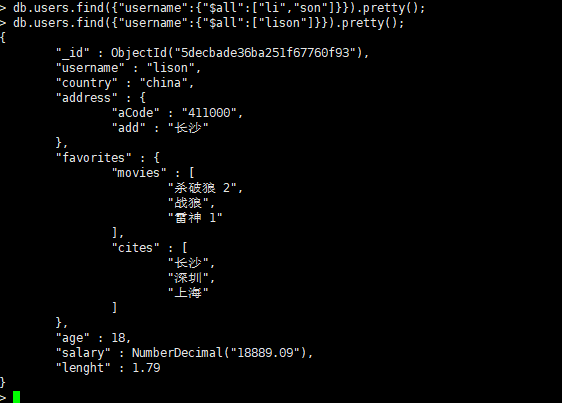 > db.users.find({"username":{"$all":["li","son"]}}).pretty();
> db.users.find({"username":{"$all":["lison"]}}).pretty();
{
        "_id" : ObjectId("5decbade36ba251f67760f93"),
        "username" : "lison",
        "country" : "china",
        "address" : {
                "aCode" : "411000",
                "add" : "长沙"
        },
        "favorites" : {
                "movies" : [
                        "杀破狼 2",
                        "战狼",
                        "雷神 1"
                ],
                "cites" : [
                        "长沙",
                        "深圳",
                        "上海"
                ]
        },
        "age" : 18,
        "salary" : NumberDecimal("18889.09"),
        "lenght" : 1.79
}
>